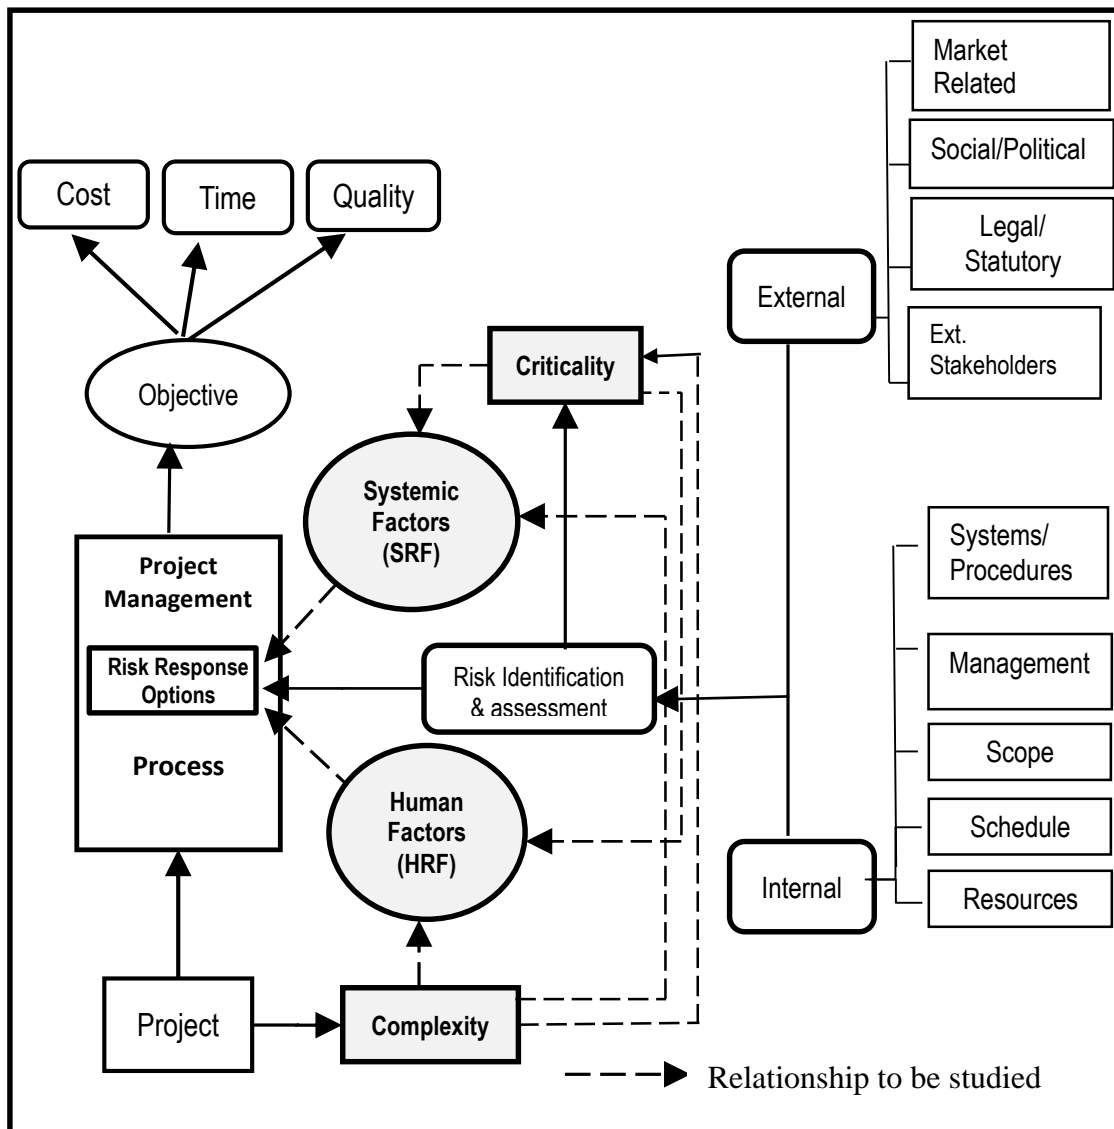 Market
Related
Social/Political
Legal/
Statutory
Ext.
Stakeholders
Cost
Time
Quality
External
Criticality
Objective
Systemic
Factors
(SRF)
Systems/
Procedures
Project
Management
Risk Response
Options
Process
Risk Identification
& assessment
Management
Scope
Human
Factors
(HRF)
Schedule
Internal
Resources
Project
Complexity
Relationship to be studied